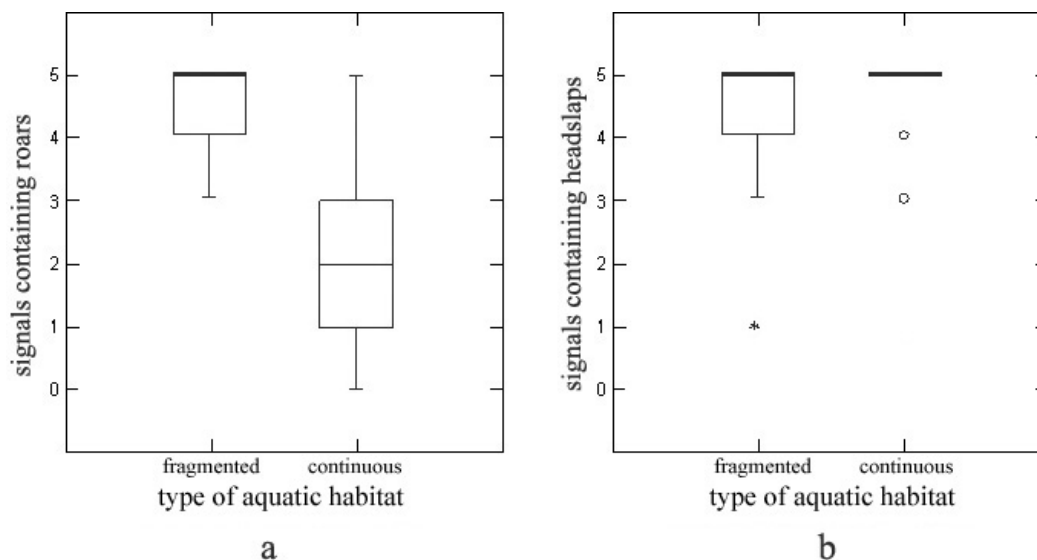 signals containing roars
5
4
3
2
1
0
fragmented continuous
type of aquatic habitat
a
signals containing headslaps
5
4
3
2
1
0
*
fragmented continuous
type of aquatic habitat
b